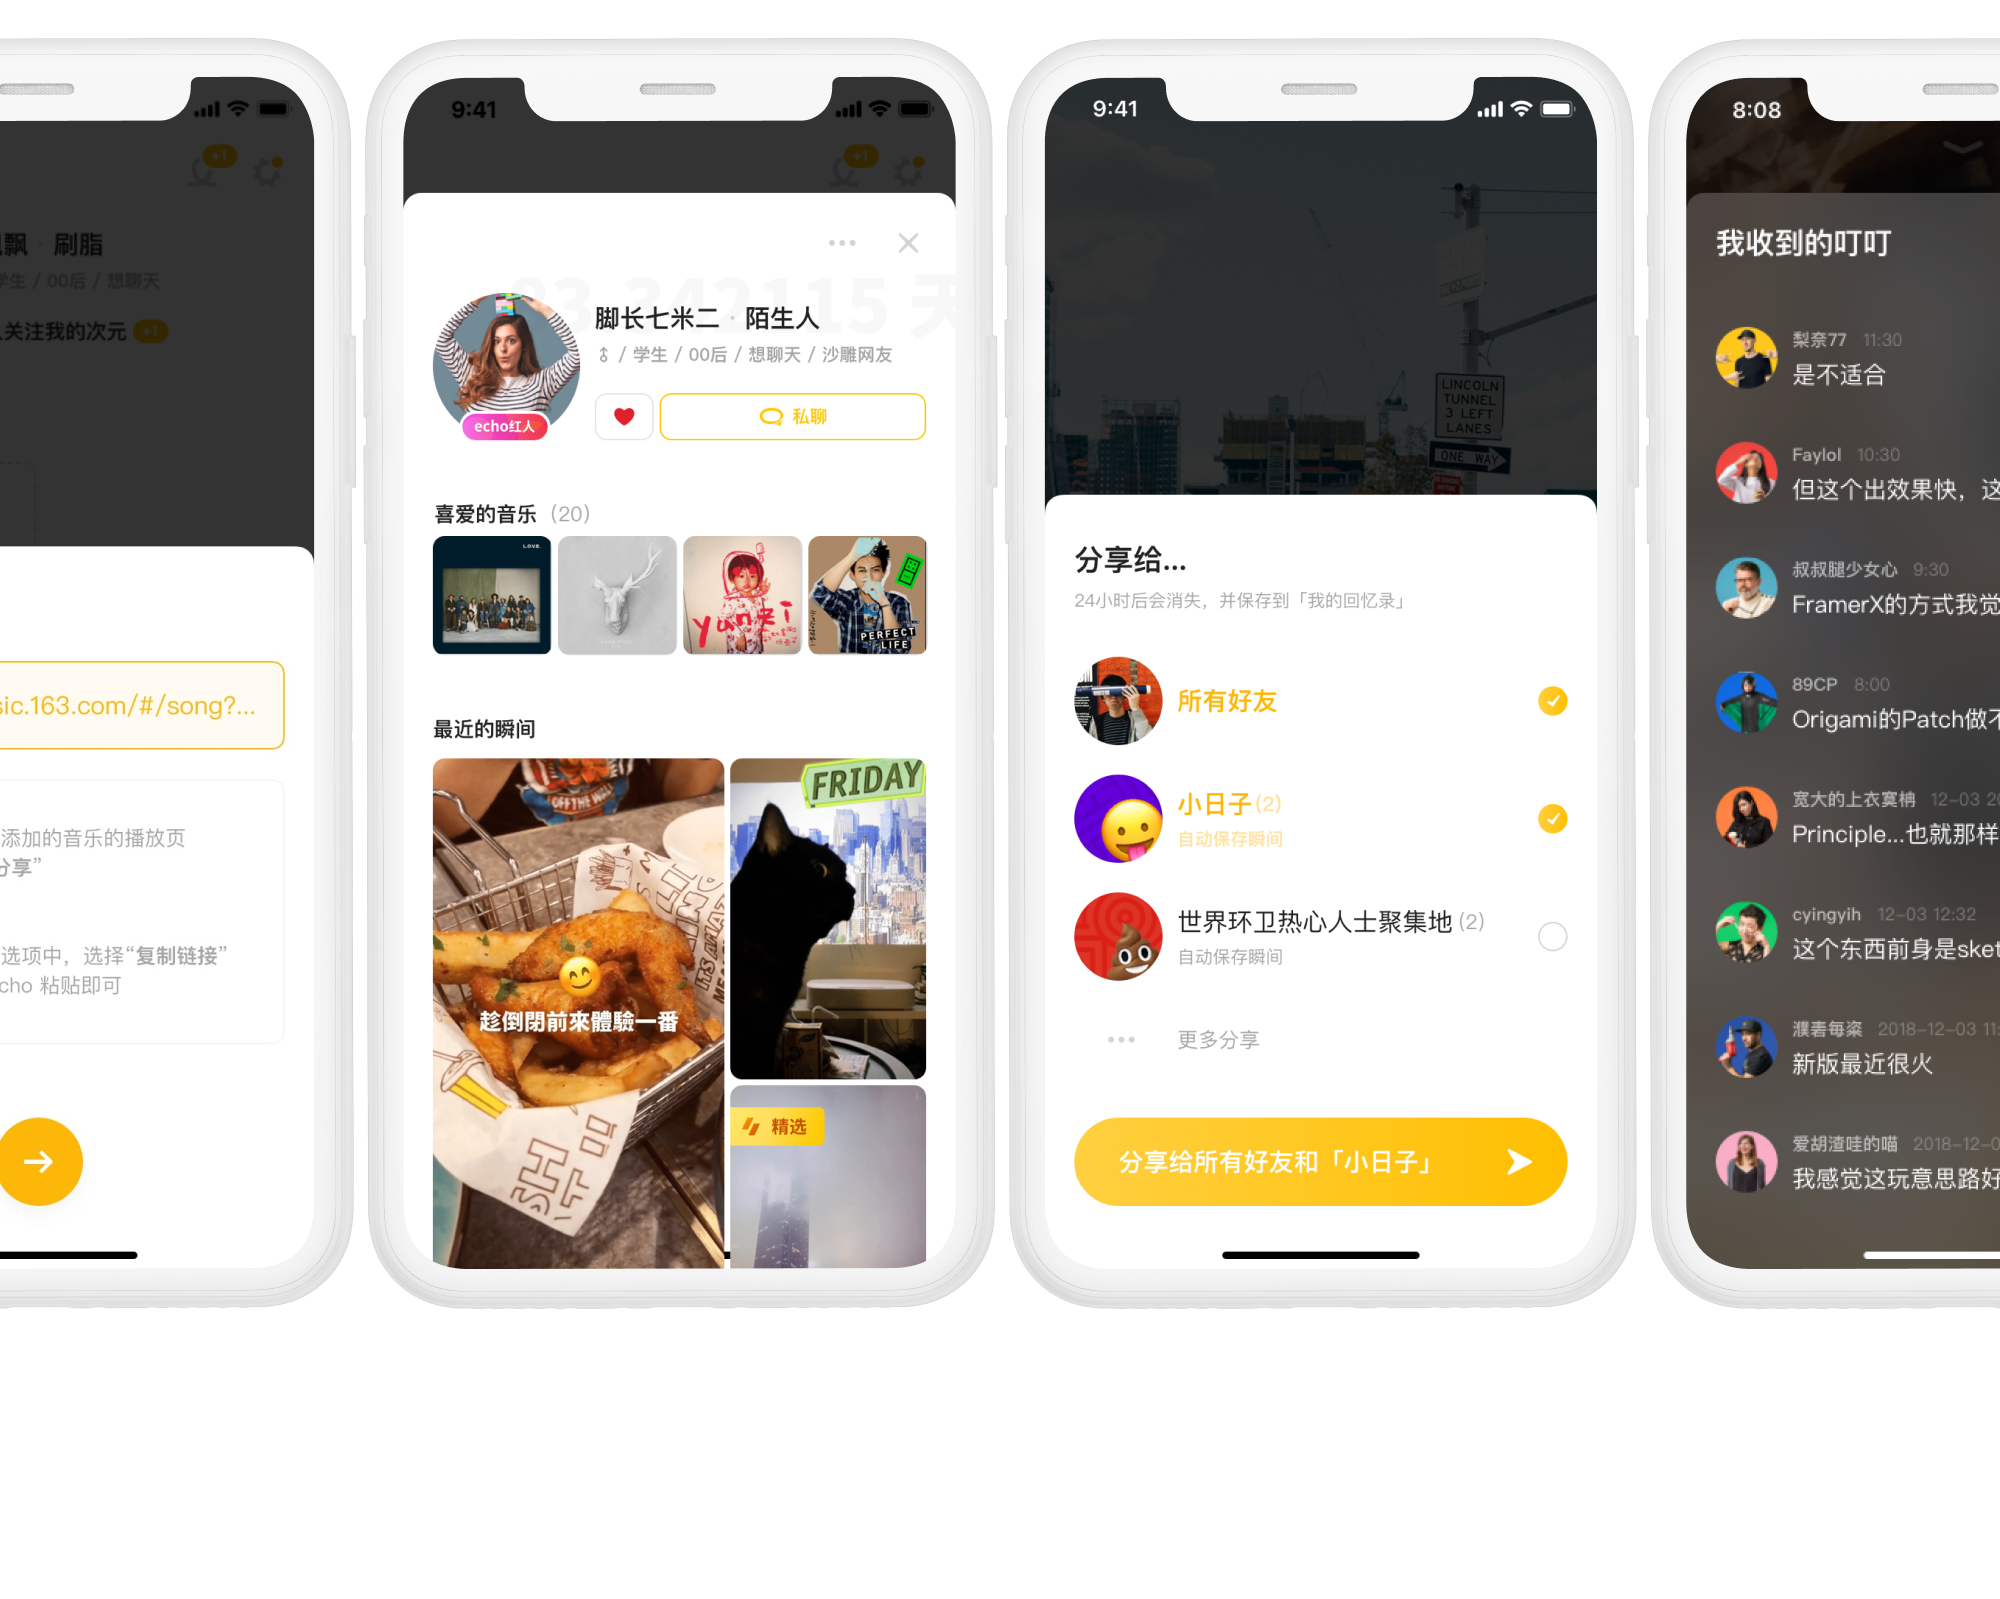 +1
飘 · 刷脂
学生 / 00后 / 想聊天
关注我的次元 +1
sic.163.com/#/song?...
添加的音乐的播放页
分享”
选项中，选择“复制链接”
cho 粘贴即可
9:41
+1
83.342115 天
脚长七米二 · 陌生人
/ 学生 / 00后 / 想聊天 / 沙雕网友
echo红人
私聊
喜爱的音乐 (20)
L.O.V.E.
yanzi
PERFECT
LIFE
最近的瞬间
OFF THE WALL
FRIDAY
趁倒閉前來體驗一番
精选
9:41
LINCOLN
TUNNEL
3 LEFT
LANES
ONE WAY
分享给...
24小时后会消失，并保存到「我的回忆录」
所有好友
小日子 (2)
自动保存瞬间
世界环卫热心人士聚集地 (2)
自动保存瞬间
更多分享
分享给所有好友和「小日子」
8:08
我收到的叮叮
梨奈77 11:30
是不适合
Faylol 10:30
但这个出效果快，这
叔叔腿少女心 9:30
FramerX的方式我觉
89CP 8:00
Origami的Patch做不
宽大的上衣寞柟 12-03 20
Principle...也就那样
cyingyih 12-03 12:32
这个东西前身是sket
濮砉每粢 2018-12-03 11:
新版最近很火
爱胡渣哇的喵 2018-12-0
我感觉这玩意思路好